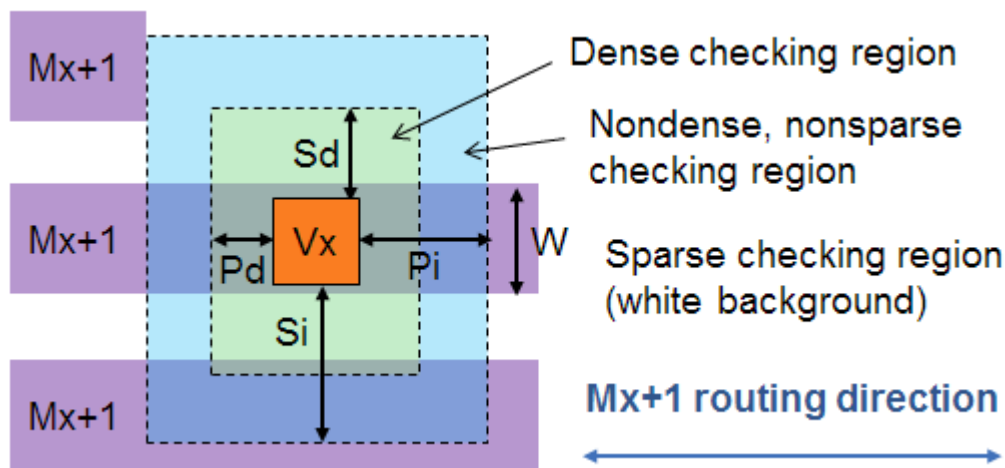 Mx+1
Dense checking region
Nondense, nonsparse
checking region
Sd
Mx+1
Vx
W
Pd
Pi
Sparse checking region
(white background)
Si
Mx+1
Mx+1 routing direction